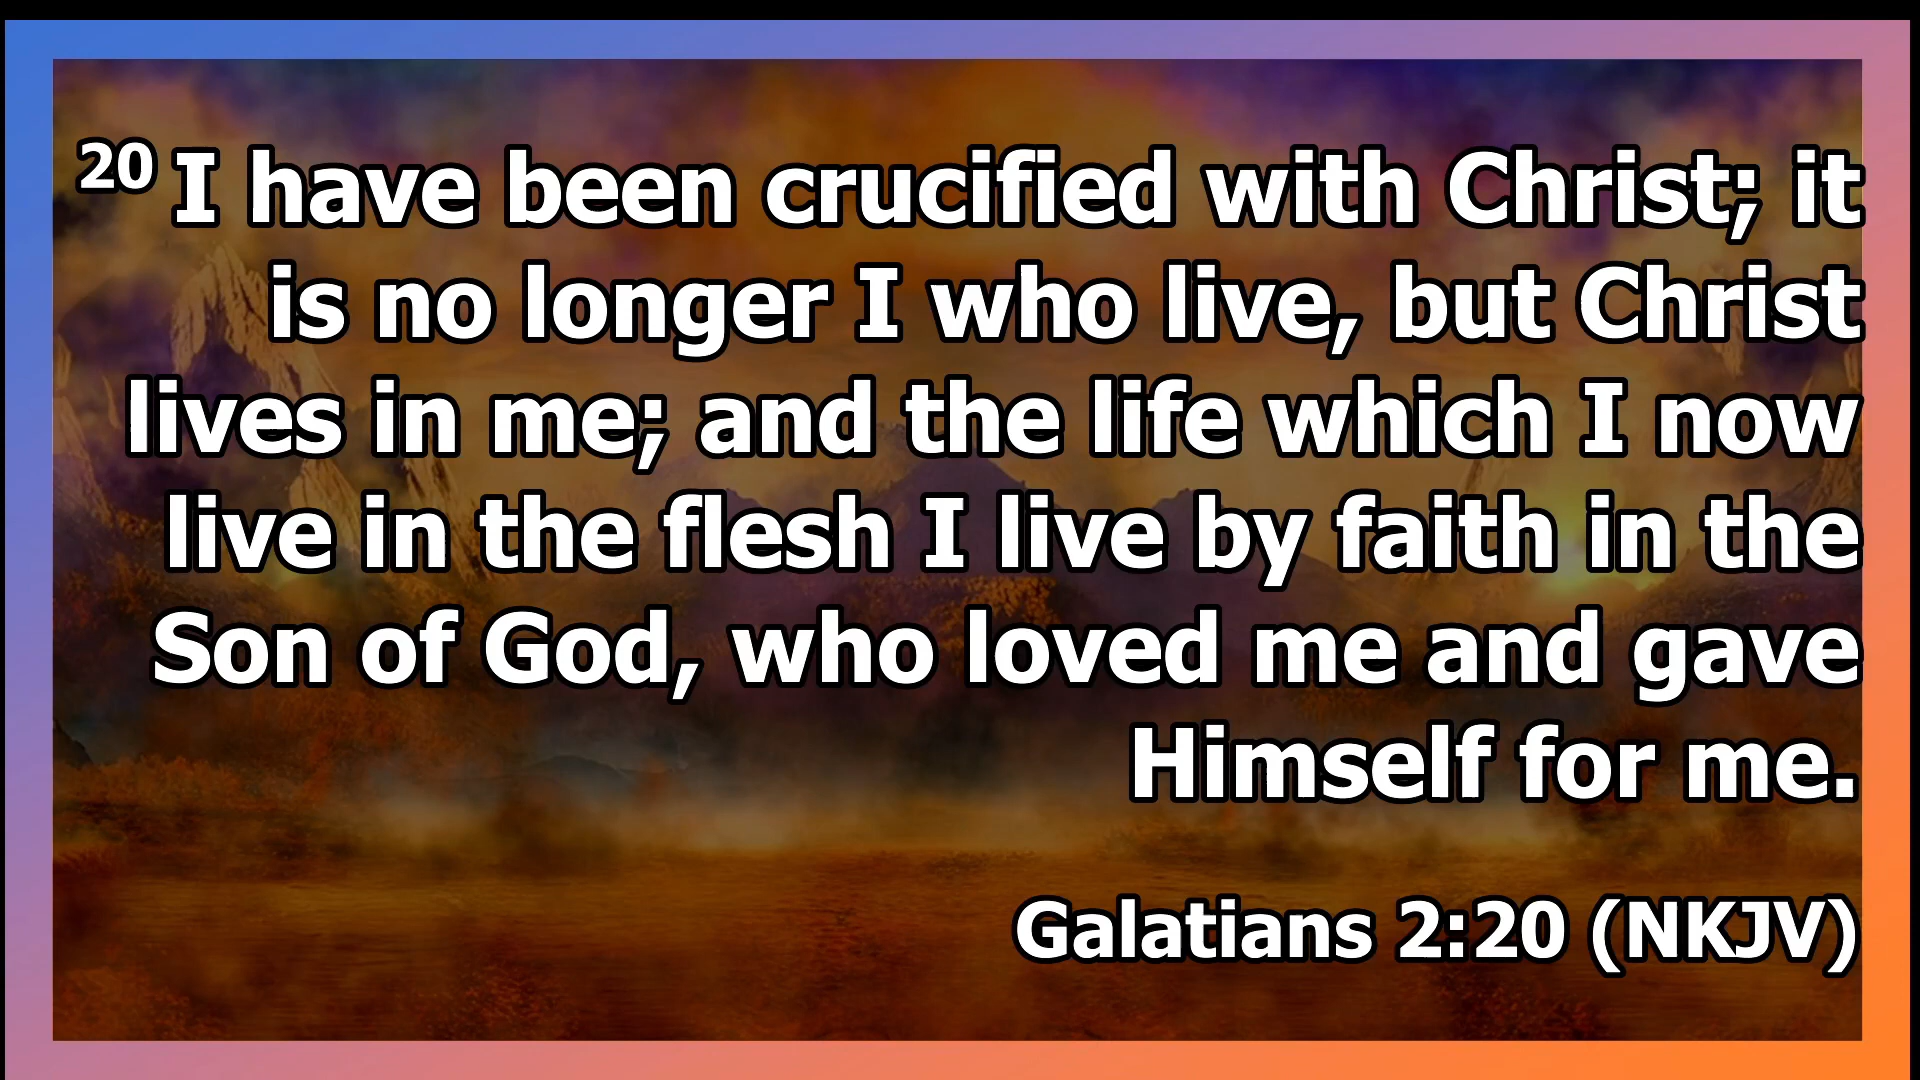 20 I have been crucified with Christ; it
is no longer I who live, but Christ
lives in me; and the life which I now
live in the flesh I live by faith in the
Son of God, who loved me and gave
Himself for me.
Galatians 2:20 (NKJV)